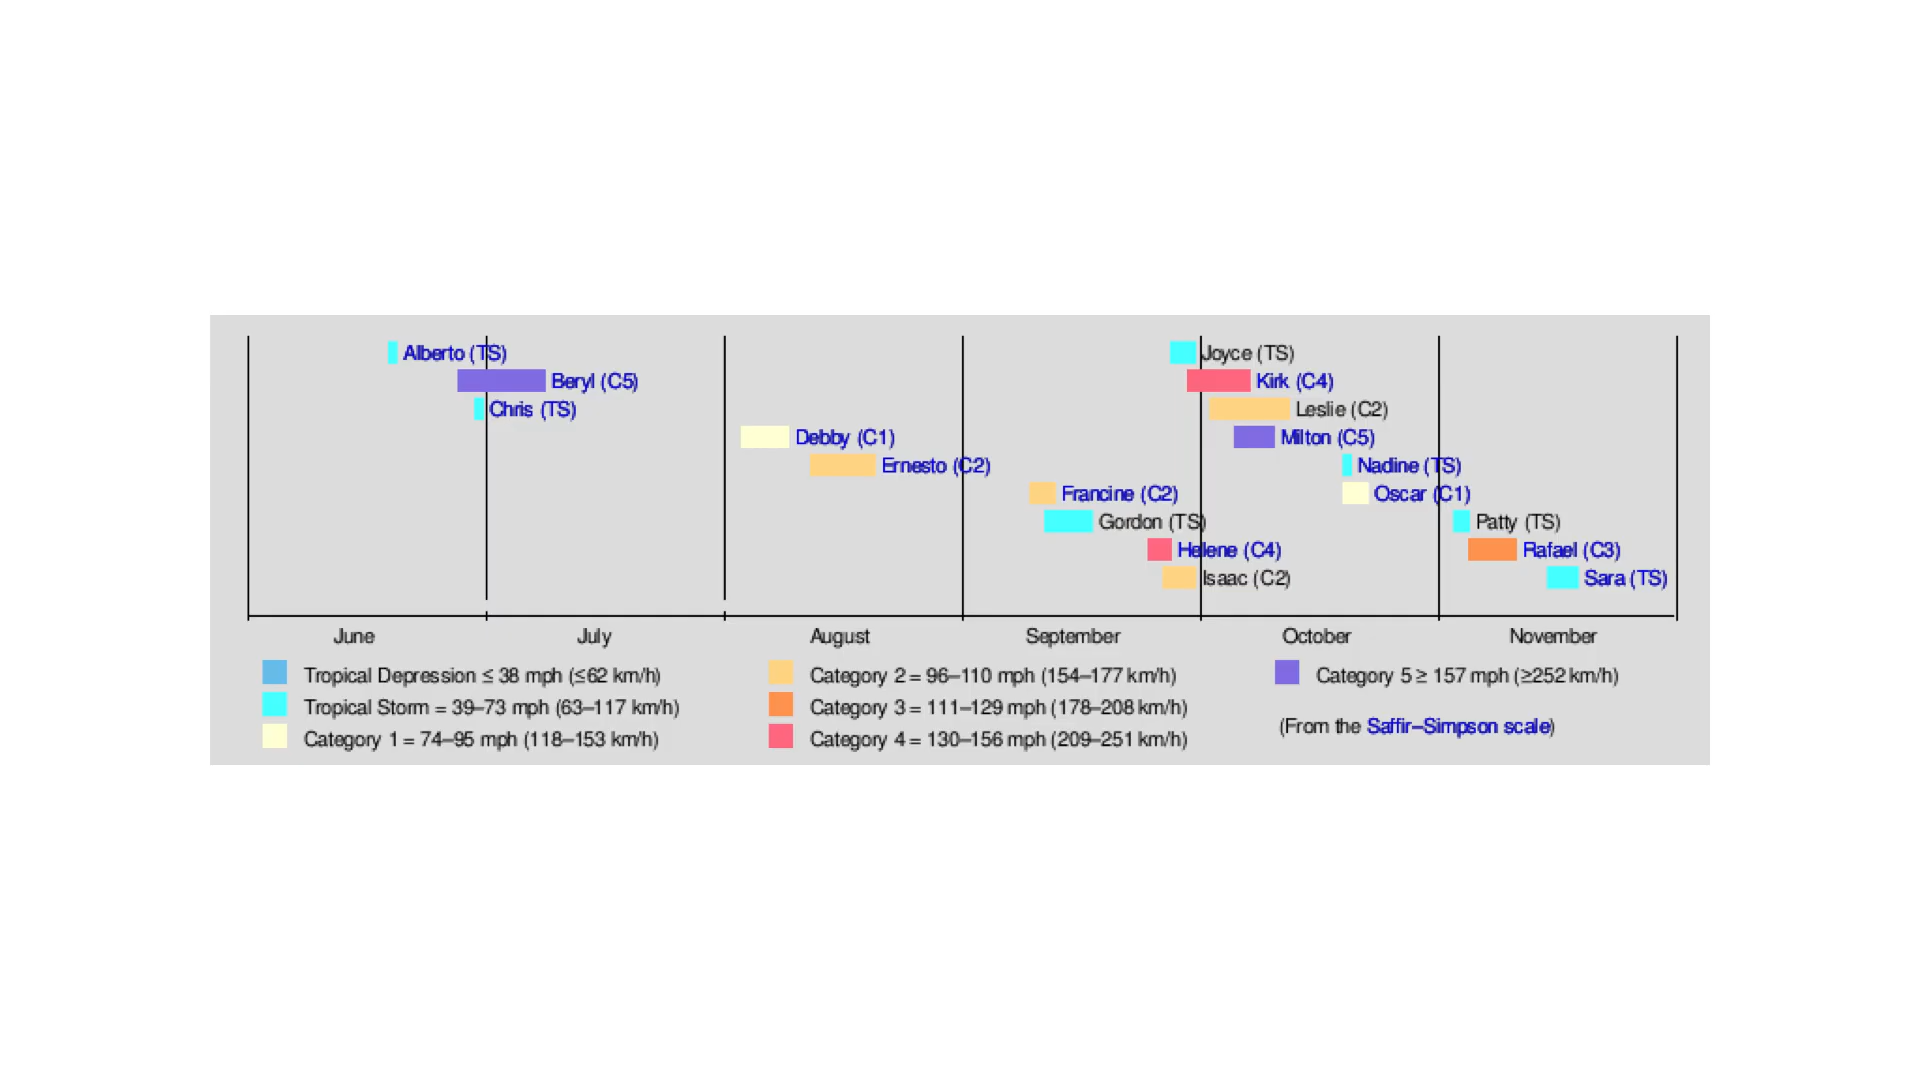 Alberto (TS)
Joyce (TS)
Beryl (C5)
Kirk (C4)
Chris (TS)
Leslie (C2)
Debby (C1)
Milton (C5)
Ernesto (C2)
Nadine (TS)
Francine (C2)
Oscar (C1)
Gordon (TS)
Patty (TS)
Helene (C4)
Rafael (C3)
Isaac (C2)
Sara (TS)
June
July
August
September
October
November
Tropical Depression ≤ 38 mph (≤62 km/h)
Tropical Storm = 39–73 mph (63–117 km/h)
Category 1 = 74–95 mph (118–153 km/h)
Category 2 = 96–110 mph (154–177 km/h)
Category 3 = 111–129 mph (178–208 km/h)
Category 4 = 130–156 mph (209–251 km/h)
Category 5 ≥ 157 mph (≥252 km/h)
(From the Saffir–Simpson scale)